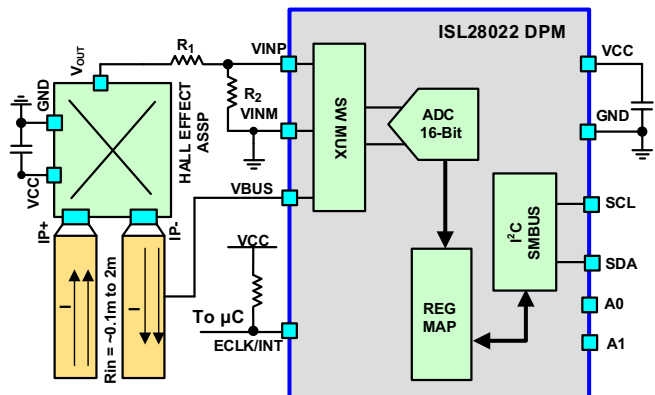 ISL28022 DPM
V_OUT
R1
VINP
VCC
GND
R2
SW MUX
ADC
16-Bit
HALL EFFECT
ASSP
VINM
GND
VCC
VBUS
I²C
SMBUS
SCL
IP+
IP-
VCC
SDA
I
I
Rin = ~0.1m to 2m
REG
MAP
A0
To µC
ECLK/INT
A1